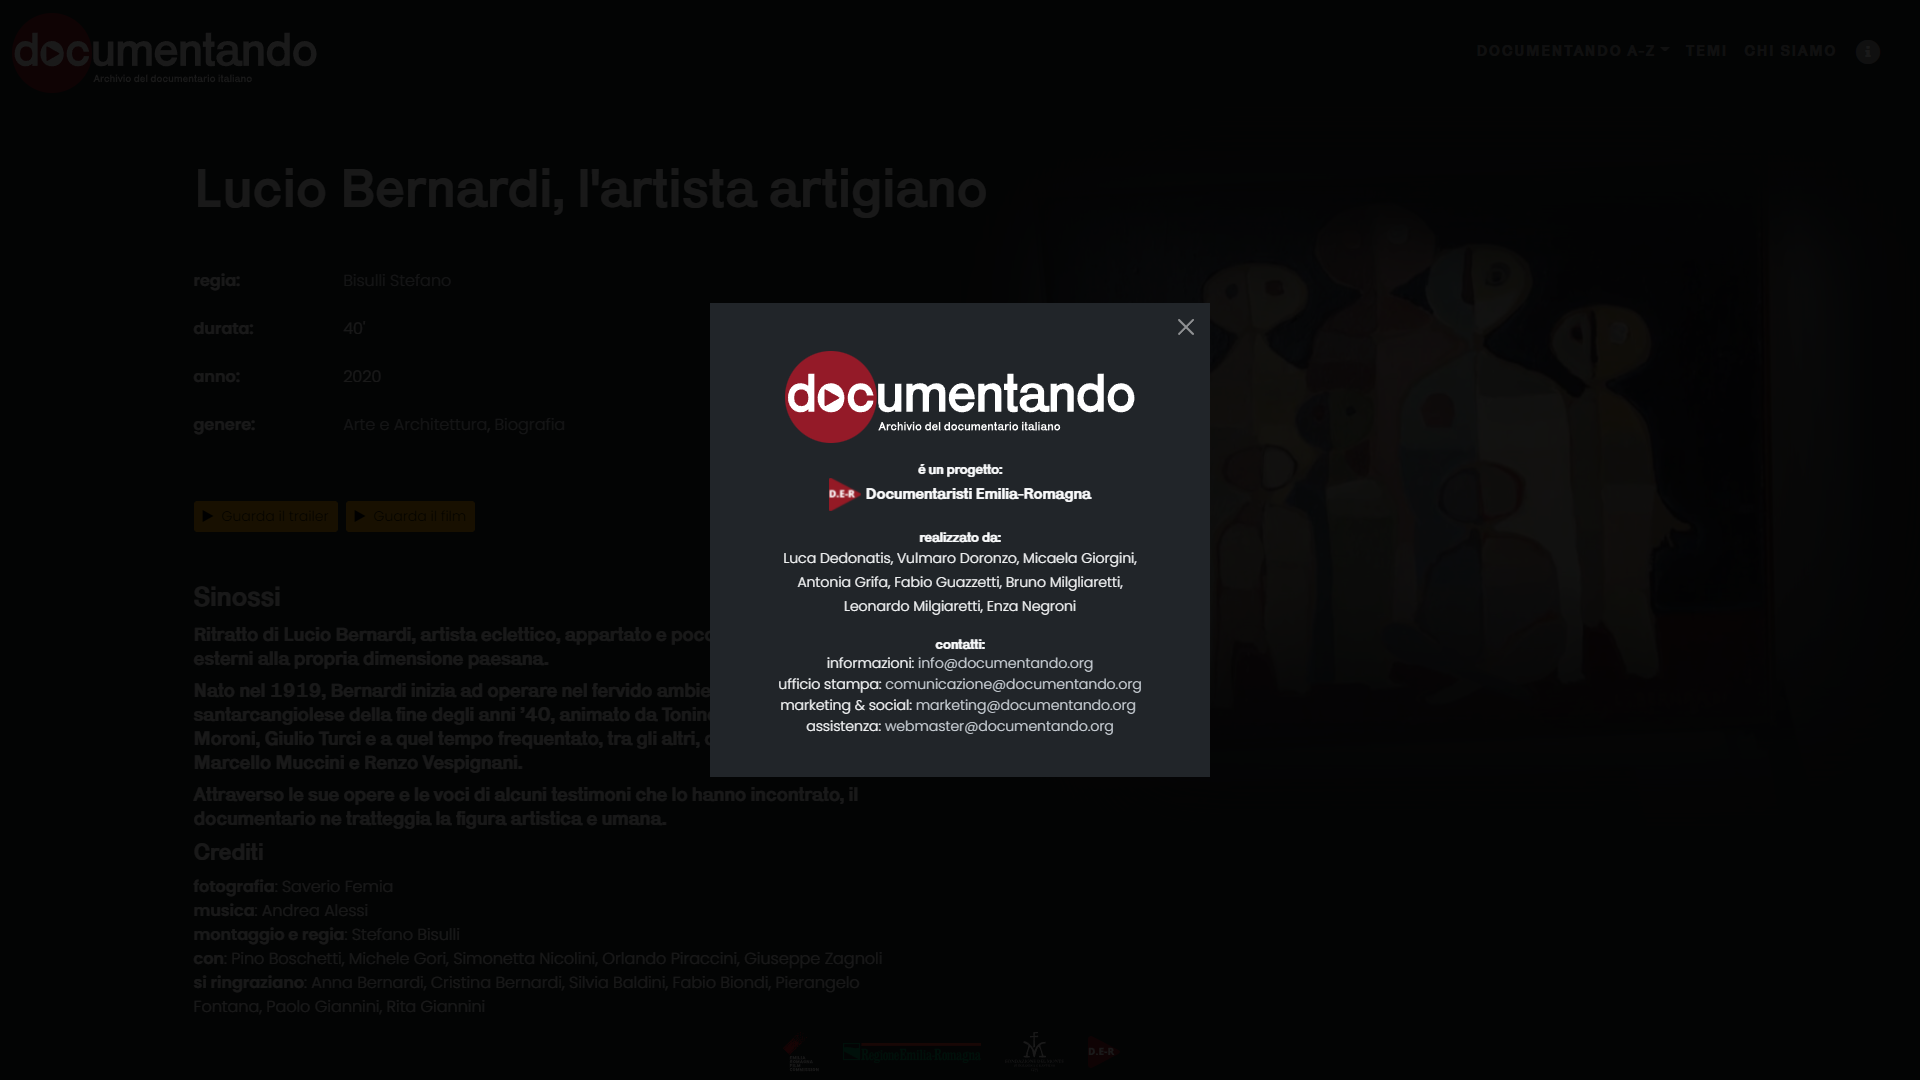 documentando
Archivio del documentario italiano
DOCUMENTANDO A-Z
TEMI
CHI SIAMO
Lucio Bernardi, l'artista artigiano
regia:
Bisulli Stefano
durata:
40'
anno:
2020
genere:
Arte e Architettura, Biografia
Guarda il trailer
Guarda il film
Sinossi
Ritratto di Lucio Bernardi, artista eclettico, appartato e poco
esterni alla propria dimensione paesana.
Nato nel 1919, Bernardi inizia ad operare nel fervido
santarcangiolese della fine degli anni '40, animato da
Moroni, Giulio Turci e a quel tempo frequentato, tra gli altri,
Marcello Muccini e Renzo Vespignani.
Attraverso le sue opere e le voci di alcuni testimoni che lo hanno incontrato, il
documentario ne tratteggia la figura artistica e umana.
Crediti
fotografia: Saverio Femia
musica: Andrea Alessi
montaggio e regia: Stefano Bisulli
con: Pino Boschetti, Michele Gori, Simonetta Nicolini, Orlando Piraccini, Giuseppe Zagnoli
si ringraziano: Anna Bernardi, Cristina Bernardi, Silvia Baldini, Fabio Biondi, Pierangelo
Fontana, Paolo Giannini, Rita Giannini
documentando
Archivio del documentario italiano
é un progetto:
D.E-R Documentaristi Emilia-Romagna
realizzato da:
Luca Dedonatis, Vulmaro Doronzo, Micaela Giorgini,
Antonia Grifa, Fabio Guazzetti, Bruno Milgliaretti,
Leonardo Milgiaretti, Enza Negroni
contatti:
informazioni: info@documentando.org
ufficio stampa: comunicazione@documentando.org
marketing & social: marketing@documentando.org
assistenza: webmaster@documentando.org
RegioneEmilia-Romagna
D.E-R